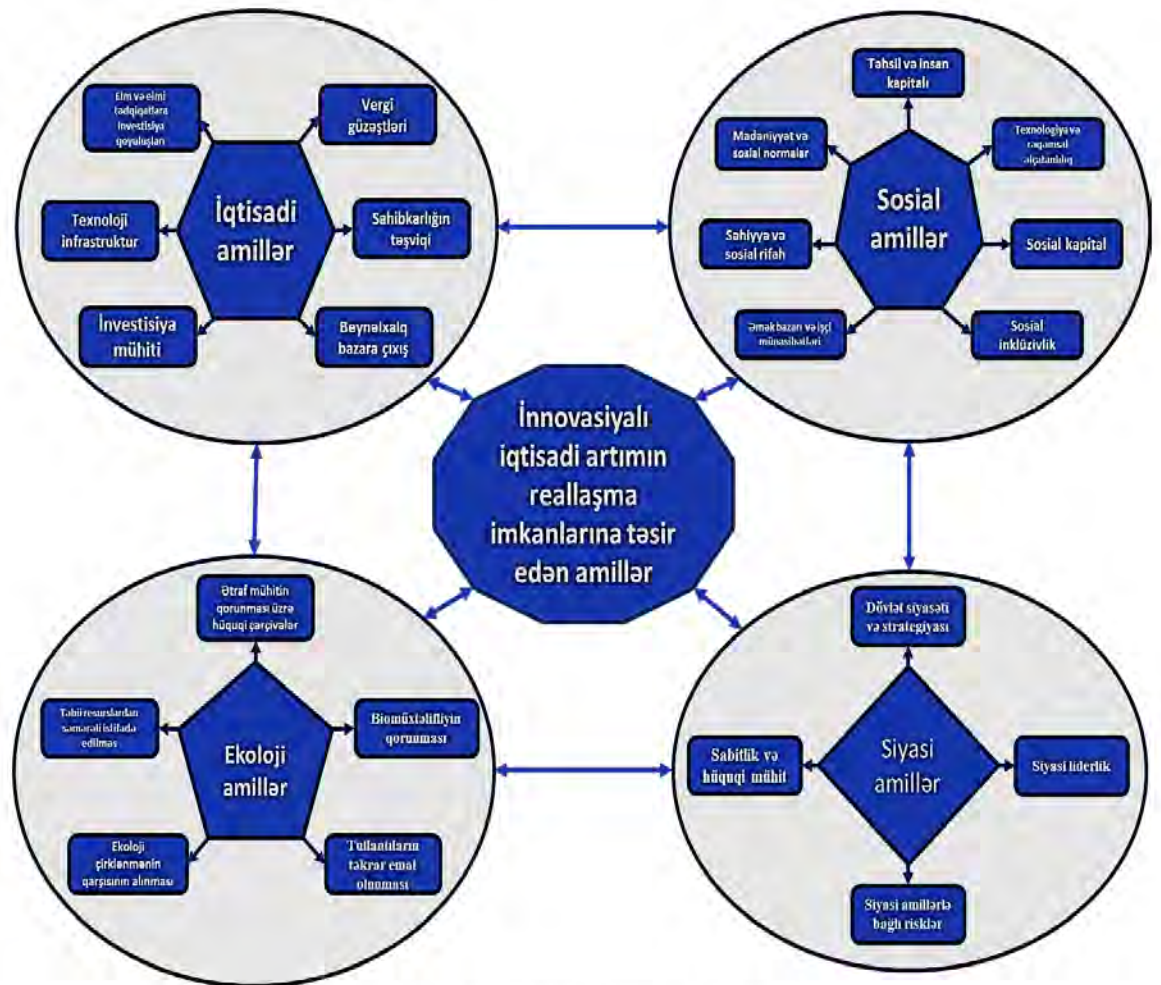 Elm və elmi
tədqiqatlara
investisiya
qoyuluşları
Vergi
güzəştləri
Texnoloji
infrastruktur
İqtisadi
amillər
Sahibkarlığın
təşviqi
İnvestisiya
mühiti
Beynəlxalq
bazara çıxış
Təhsil və insan
kapitalı
Mədəniyyət və
sosial normalar
Texnologiya və
rəqəmsal
əlçatanlılıq
Səhiyyə və
sosial rifah
Sosial
amillər
Sosial kapital
Əmək bazarı və işçi
münasibətləri
Sosial
inklüzivlik
İnnovasiyalı
iqtisadi artımın
reallaşma
imkanlarına təsir
edən amillər
Ətraf mühitin
qorunması üzrə
hüquqi çərçivələr
Təbii resurslardan
səmərəli istifadə
edilməs
Biomüxtəlifliyin
qorunması
Ekoloji
amillər
Ekoloji
çirklənmənin
qarşısının alınması
Tullantıların
təkrar emal
olunması
Dövlət siyasəti
və strategiyası
Sabitlik və
hüquqi mühit
Siyasi
amillər
Siyasi liderlik
Siyasi amillərlə
bağlı risklər